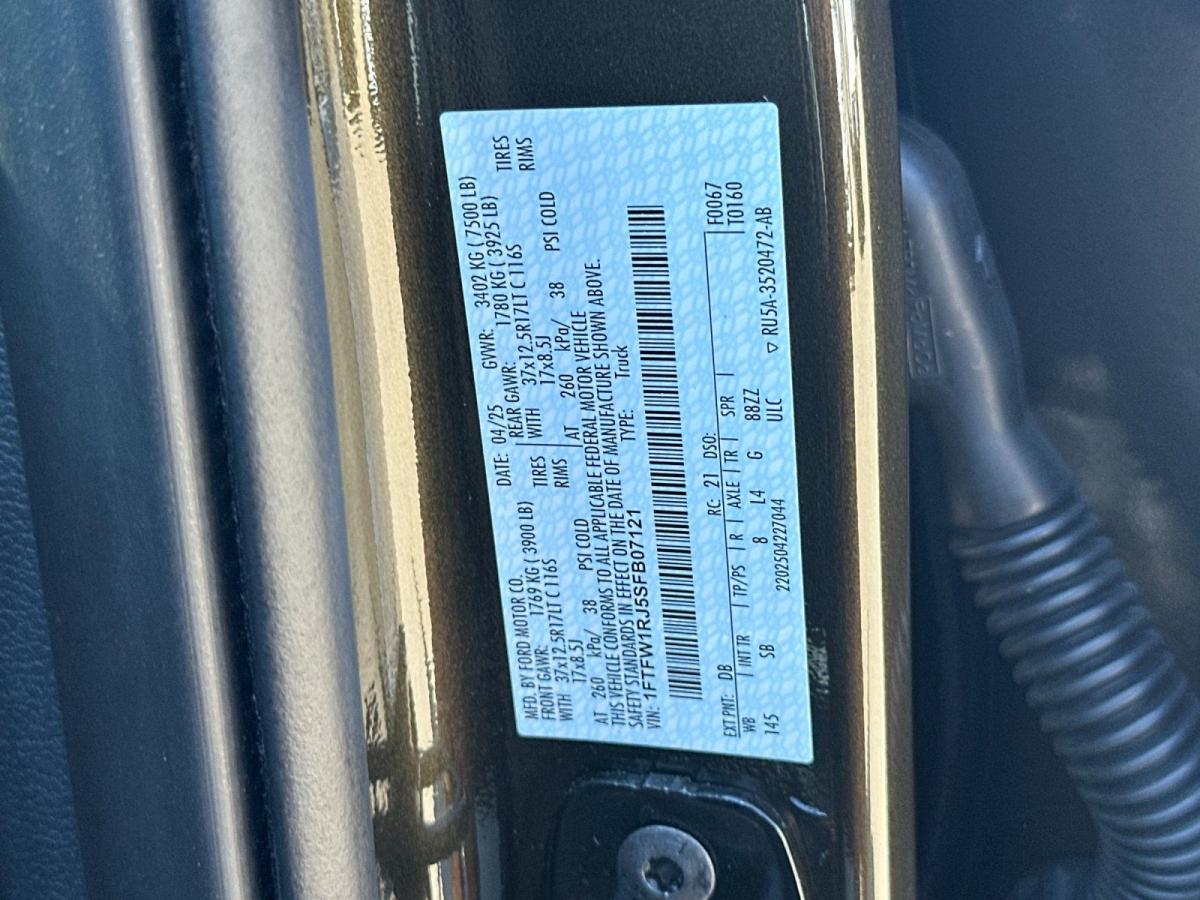 MFD. BY FORD MOTOR CO. DATE: 04/25 GVWR: 3402 KG ( 7500 LB)
FRONT GAWR: 1769 KG ( 3900 LB) REAR GAWR: 1780 KG ( 3925 LB)
WITH 37x12.5R17LT C 116S TIRES WITH 37x12.5R17LT C 116S TIRES
17x8.5J RIMS 17x8.5J RIMS
AT 260 kPa/ 38 PSI COLD AT 260 kPa/ 38 PSI COLD
THIS VEHICLE CONFORMS TO ALL APPLICABLE FEDERAL MOTOR VEHICLE
SAFETY STANDARDS IN EFFECT ON THE DATE OF MANUFACTURE SHOWN ABOVE.
VIN: 1FTFW1RJ5SFB07121 TYPE: Truck
EXT PNT: DB RC: 21 DSO: F0067
WB INT TR TP/PS R AXLE TR SPR T0160
145 SB 8 L4 G 88ZZ
2202504227044 ULC ▽ RU5A-3520472-AB